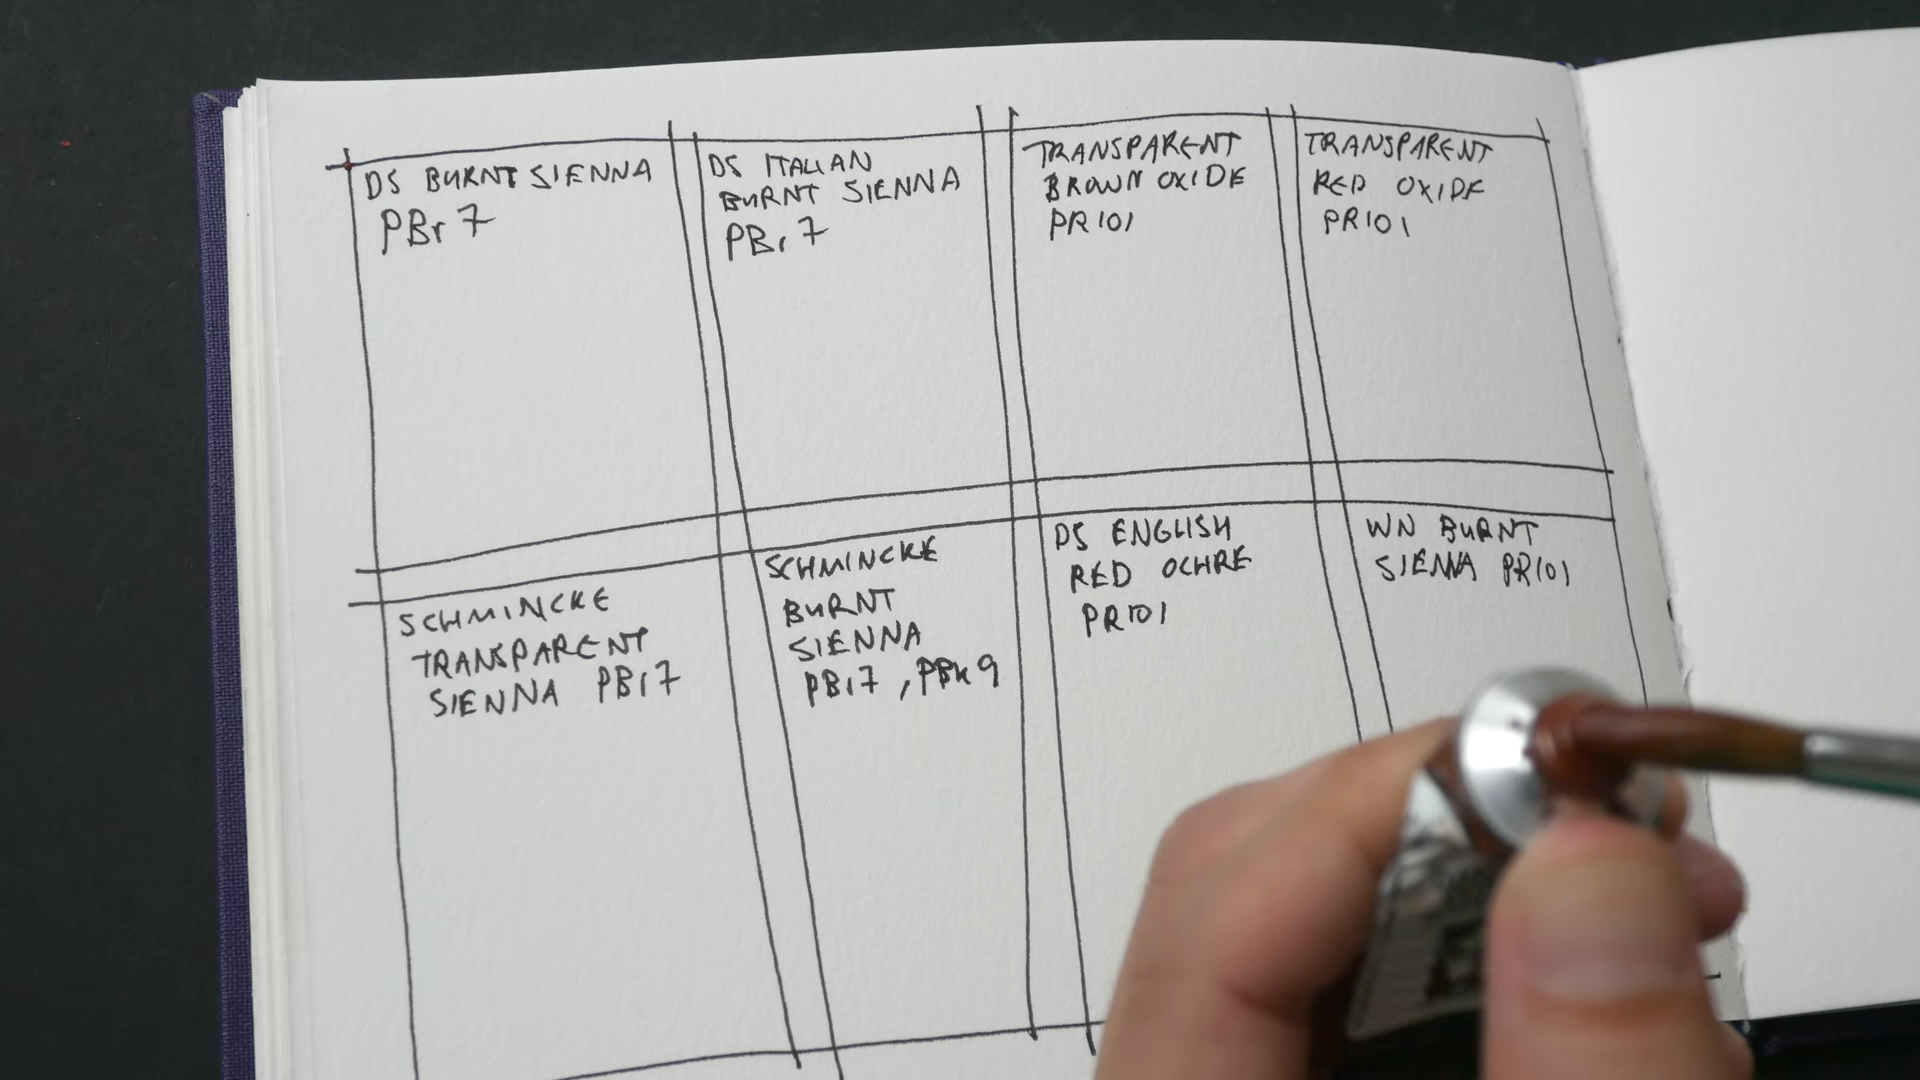 DS BURNT SIENNA
PBr 7
DS ITALIAN
BURNT SIENNA
PBr 7
TRANSPARENT
BROWN OXIDE
PR101
TRANSPARENT
RED OXIDE
PR101
SCHMINCKE
TRANSPARENT
SIENNA PBr7
SCHMINCKE
BURNT
SIENNA
PBr7, PBk9
DS ENGLISH
RED OCHRE
PR101
WN BURNT
SIENNA PR101